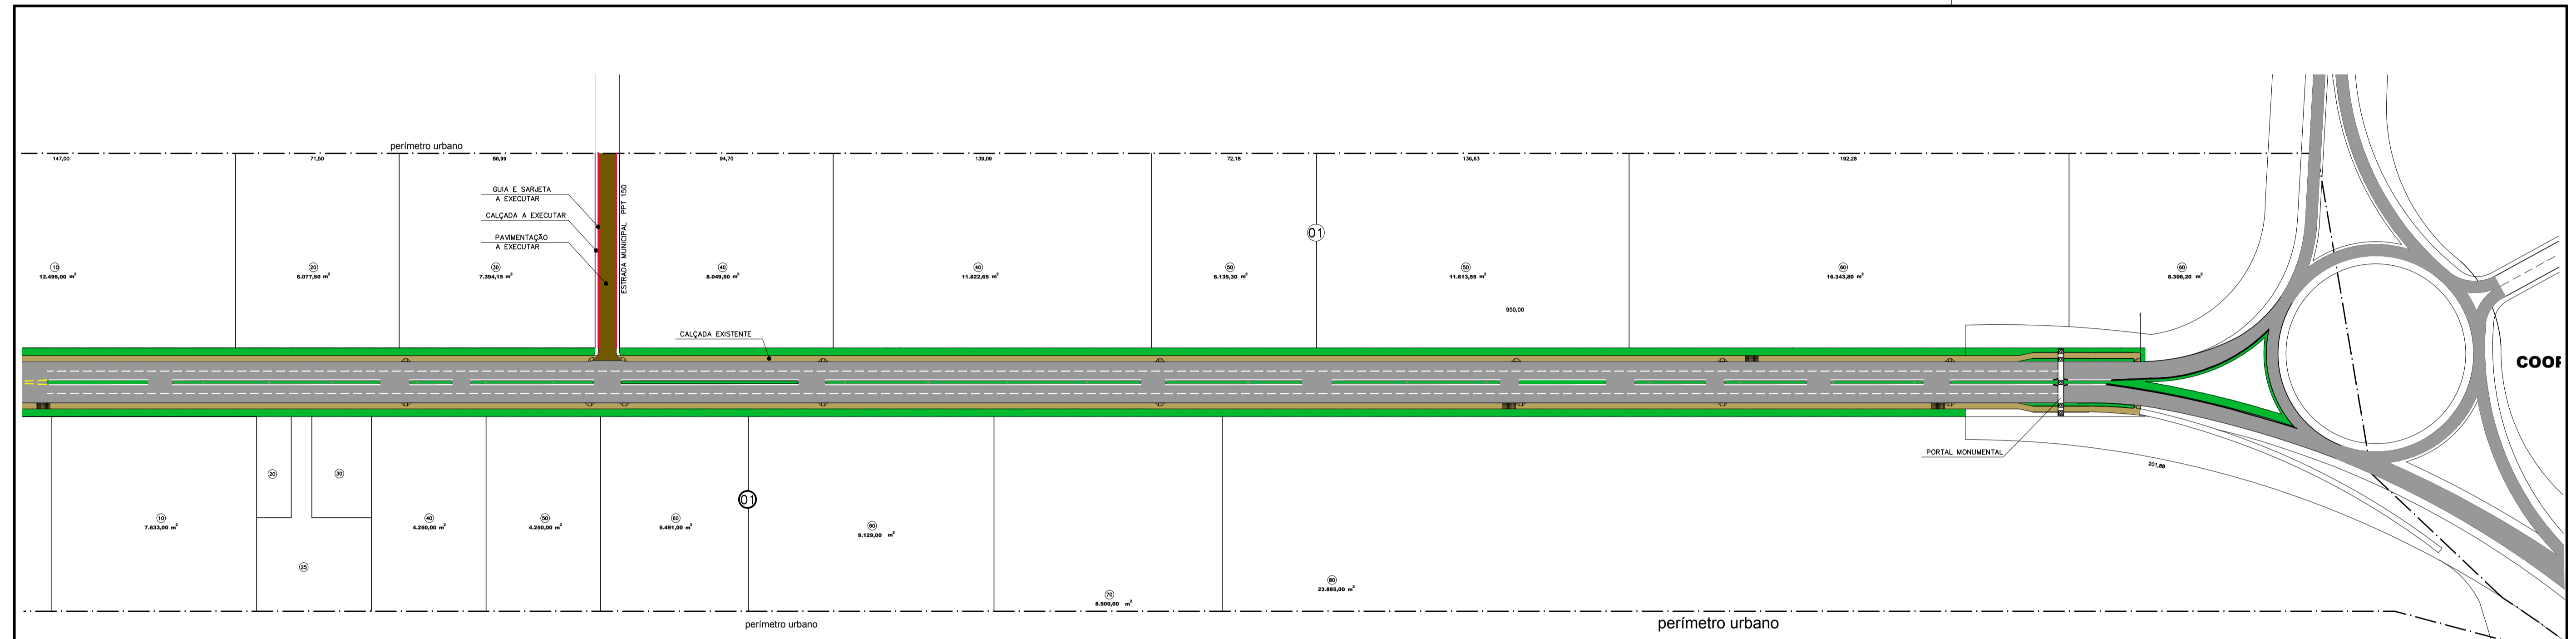 perímetro urbano
147,00
71,50
86,99
94,70
139,09
72,18
136,63
192,28
GUIA E SARJETA
A EXECUTAR
CALÇADA A EXECUTAR
PAVIMENTAÇÃO
A EXECUTAR
ESTRADA MUNICIPAL PPT 150
01
10
12.495,00 m²
20
6.077,50 m²
30
7.394,15 m²
40
8.049,50 m²
40
11.822,65 m²
50
6.135,30 m²
50
11.613,55 m²
60
16.343,80 m²
60
8.306,20 m²
950,00
CALÇADA EXISTENTE
COOP
PORTAL MONUMENTAL
201,88
20
30
01
10
7.633,00 m²
40
4.250,00 m²
50
4.250,00 m²
60
5.491,00 m²
60
9.129,00 m²
25
80
23.885,00 m²
70
8.500,00 m²
perímetro urbano
perímetro urbano